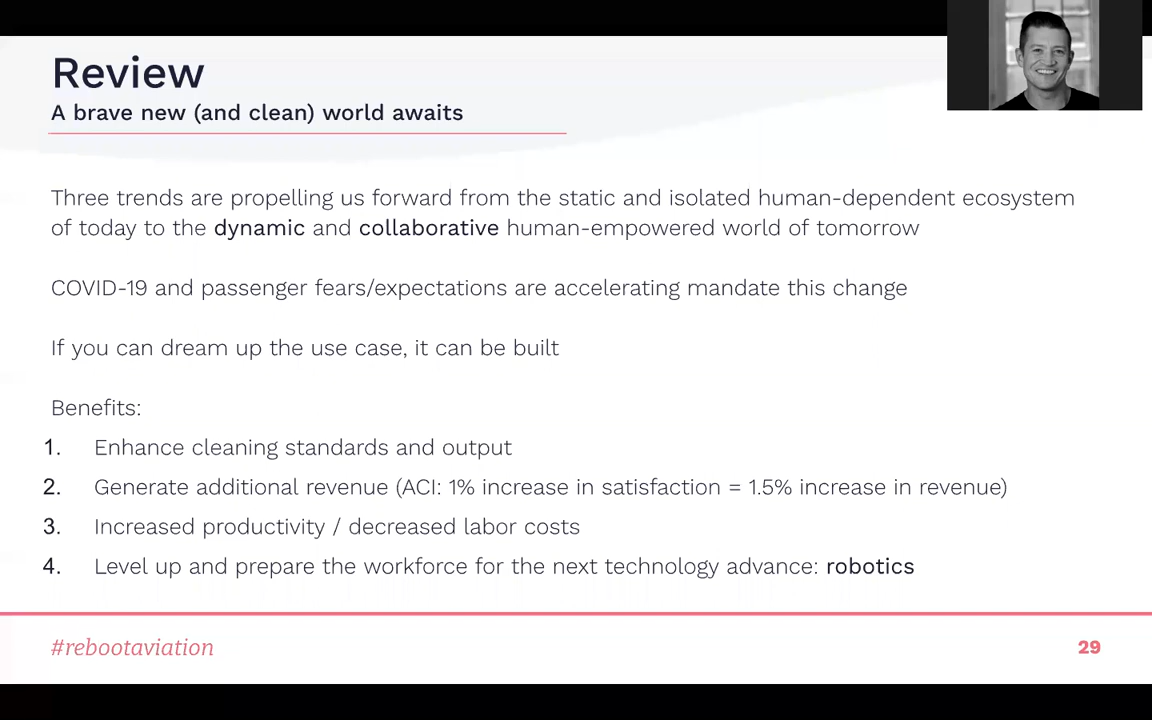 Review
A brave new (and clean) world awaits
Three trends are propelling us forward from the static and isolated human-dependent ecosystem
of today to the dynamic and collaborative human-empowered world of tomorrow
COVID-19 and passenger fears/expectations are accelerating mandate this change
If you can dream up the use case, it can be built
Benefits:
1. Enhance cleaning standards and output
2. Generate additional revenue (ACI: 1% increase in satisfaction = 1.5% increase in revenue)
3. Increased productivity / decreased labor costs
4. Level up and prepare the workforce for the next technology advance: robotics
#rebootaviation
29